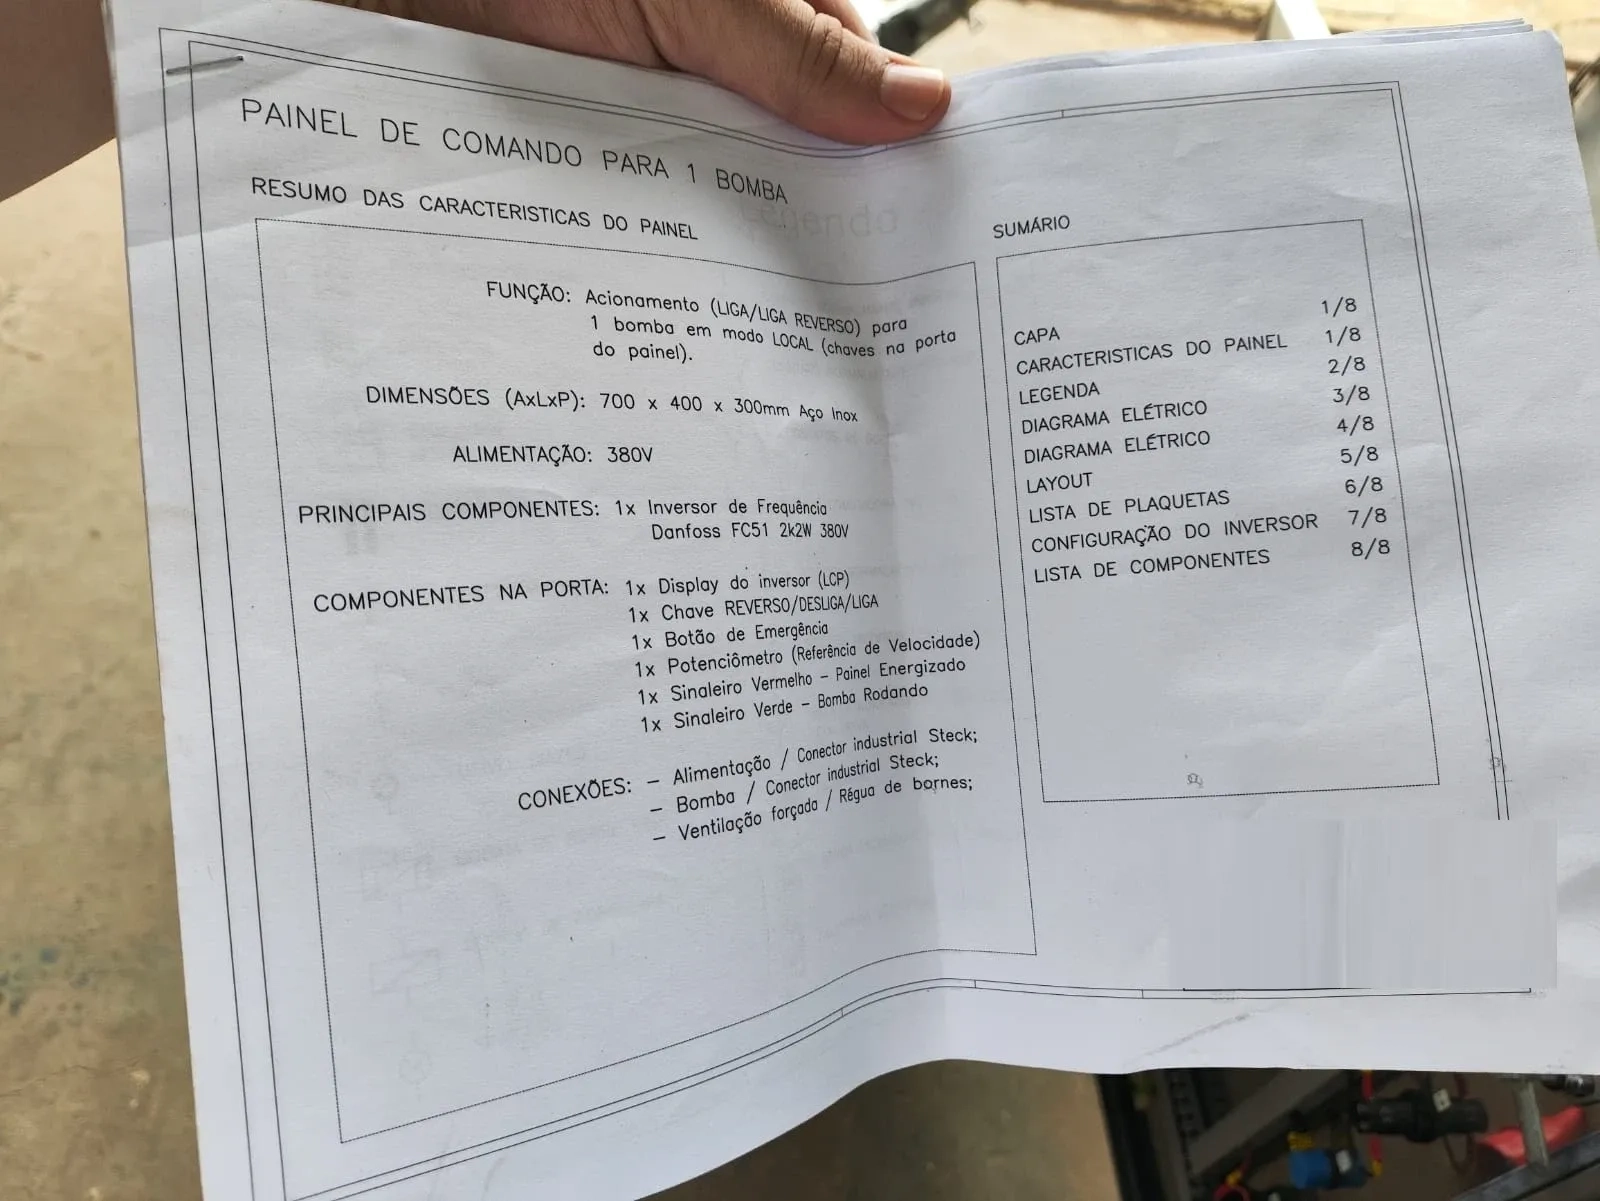 PAINEL DE COMANDO PARA 1 BOMBA
RESUMO DAS CARACTERISTICAS DO PAINEL
FUNÇÃO: Acionamento (LIGA/LIGA REVERSO) para
1 bomba em modo LOCAL (chaves na porta
do painel).
DIMENSÕES (AxLxP): 700 x 400 x 300mm Aço Inox
ALIMENTAÇÃO: 380V
PRINCIPAIS COMPONENTES: 1x Inversor de Frequência
Danfoss FC51 2k2W 380V
COMPONENTES NA PORTA: 1x Display do inversor (LCP)
1x Chave REVERSO/DESLIGA/LIGA
1x Botão de Emergência
1x Potenciômetro (Referência de Velocidade)
1x Sinaleiro Vermelho – Painel Energizado
1x Sinaleiro Verde – Bomba Rodando
CONEXÕES: – Alimentação / Conector industrial Steck;
– Bomba / Conector industrial Steck;
– Ventilação forçada / Régua de bornes;
SUMÁRIO
CAPA 1/8
CARACTERISTICAS DO PAINEL 1/8
LEGENDA 2/8
DIAGRAMA ELÉTRICO 3/8
DIAGRAMA ELÉTRICO 4/8
LAYOUT 5/8
LISTA DE PLAQUETAS 6/8
CONFIGURAÇÃO DO INVERSOR 7/8
LISTA DE COMPONENTES 8/8